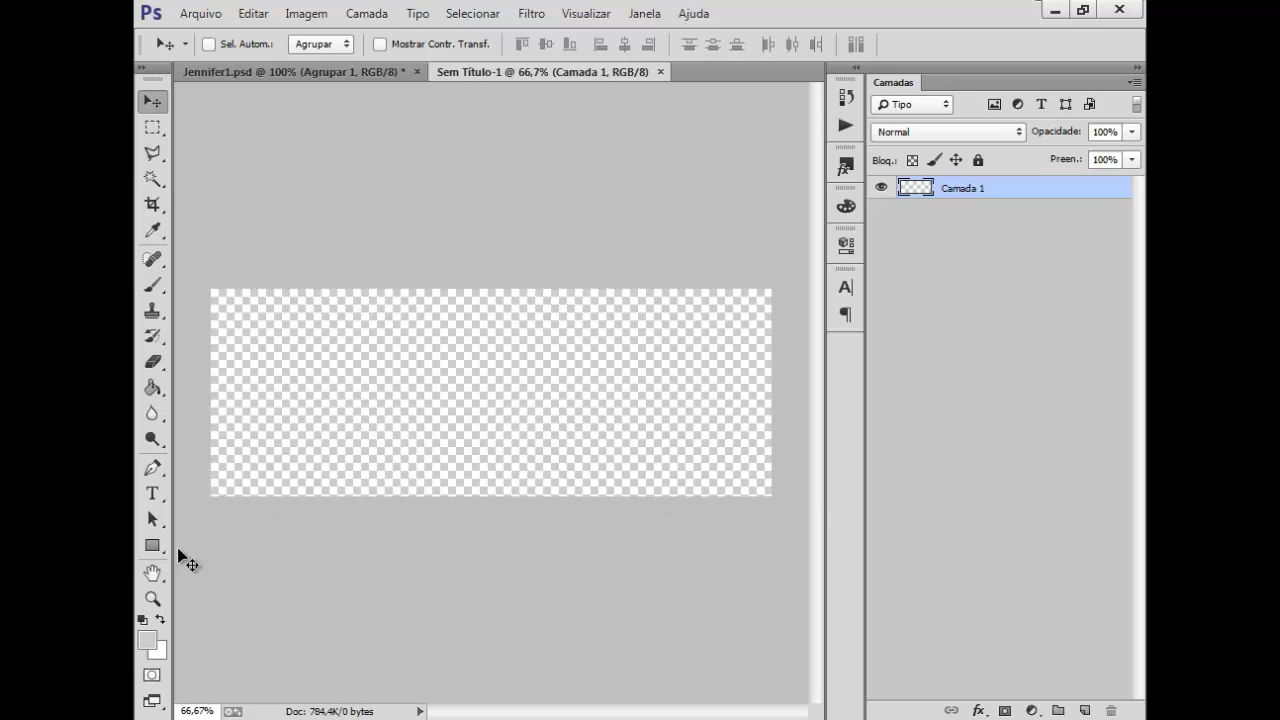 Ps Arquivo Editar Imagem Camada Tipo Selecionar Filtro Visualizar Janela Ajuda
Sel. Autom.: Agrupar Mostrar Contr. Transf.
Jennifer1.psd @ 100% (Agrupar 1, RGB/8) * × Sem Título-1 @ 66,7% (Camada 1, RGB/8) ×
Camadas
Tipo
Normal Opacidade: 100%
Bloq.: Preen.: 100%
Camada 1
66,67% Doc: 784,4K/0 bytes